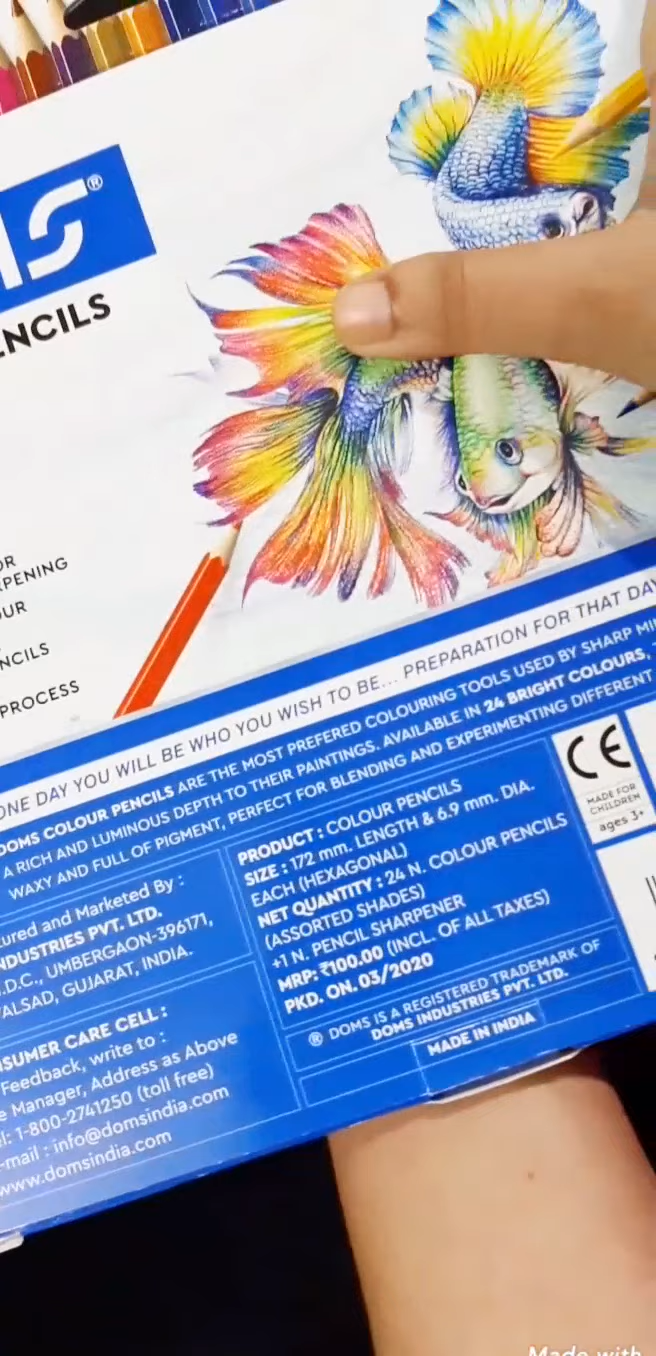 MS®
ENCILS
OR
RPENING
OUR
NCILS
PROCESS
ONE DAY YOU WILL BE WHO YOU WISH TO BE... PREPARATION FOR THAT DAY
DOMS COLOUR PENCILS ARE THE MOST PREFERED COLOURING TOOLS USED BY SHARP MI
A RICH AND LUMINOUS DEPTH TO THEIR PAINTINGS. AVAILABLE IN 24 BRIGHT COLOURS,
WAXY AND FULL OF PIGMENT, PERFECT FOR BLENDING AND EXPERIMENTING DIFFERENT
tured and Marketed By :
NDUSTRIES PVT. LTD.
.D.C., UMBERGAON-396171,
ALSAD, GUJARAT, INDIA.
NSUMER CARE CELL :
Feedback, write to :
e Manager, Address as Above
el: 1-800-2741250 (toll free)
-mail : info@domsindia.com
www.domsindia.com
PRODUCT : COLOUR PENCILS
SIZE : 172 mm. LENGTH & 6.9 mm. DIA.
EACH (HEXAGONAL)
NET QUANTITY : 24 N. COLOUR PENCILS
(ASSORTED SHADES)
+1 N. PENCIL SHARPENER
MRP: ₹100.00 (INCL. OF ALL TAXES)
PKD. ON. 03/2020
® DOMS IS A REGISTERED TRADEMARK OF
DOMS INDUSTRIES PVT. LTD.
MADE IN INDIA
CE
MADE FOR
CHILDREN
ages 3+
Made with